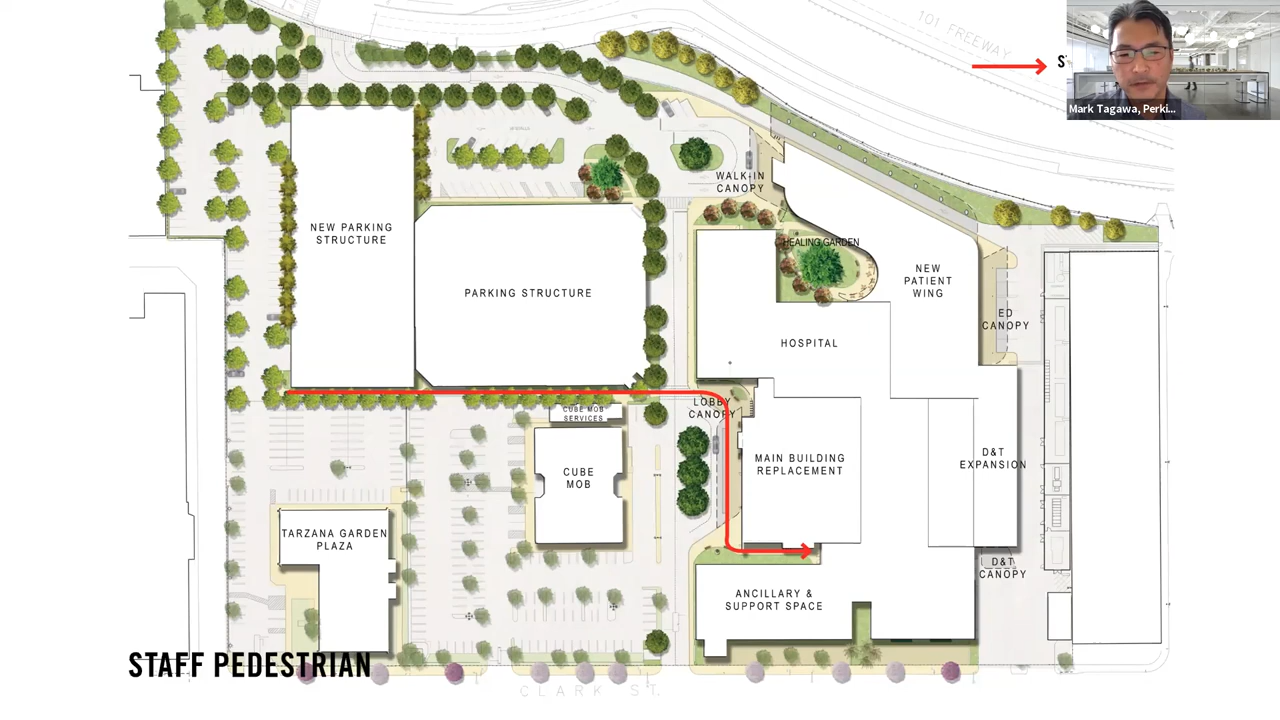 101 FREEWAY
Mark Tagawa, Perki...
WALK-IN
CANOPY
NEW PARKING
STRUCTURE
HEALING GARDEN
PARKING STRUCTURE
NEW
PATIENT
WING
ED
CANOPY
HOSPITAL
LOBBY
CANOPY
CUBE MOB
SERVICES
MAIN BUILDING
REPLACEMENT
D&T
EXPANSION
CUBE
MOB
TARZANA GARDEN
PLAZA
D&T
CANOPY
ANCILLARY &
SUPPORT SPACE
STAFF PEDESTRIAN
CLARK ST.